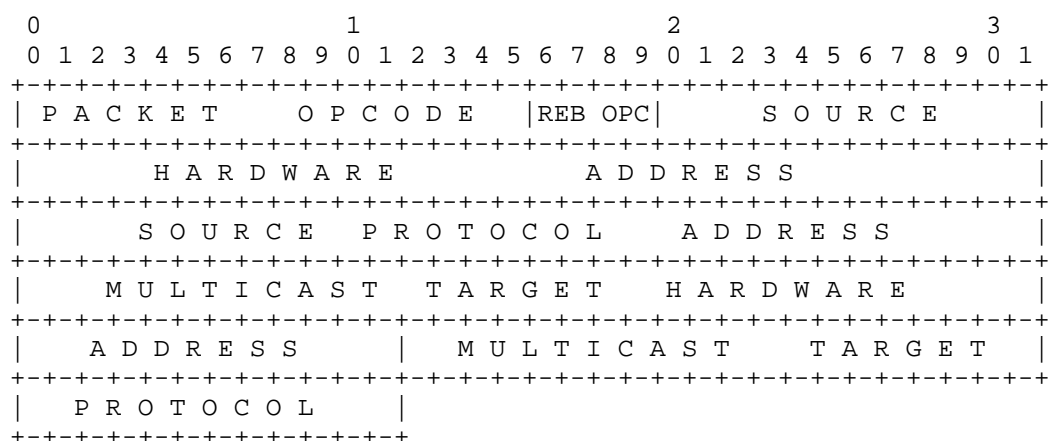 0                   1                   2                   3
0 1 2 3 4 5 6 7 8 9 0 1 2 3 4 5 6 7 8 9 0 1 2 3 4 5 6 7 8 9 0 1
+-+-+-+-+-+-+-+-+-+-+-+-+-+-+-+-+-+-+-+-+-+-+-+-+-+-+-+-+-+-+-+-+
| P A C K E T     O P C O D E   |REB OPC|       S O U R C E     |
+-+-+-+-+-+-+-+-+-+-+-+-+-+-+-+-+-+-+-+-+-+-+-+-+-+-+-+-+-+-+-+-+
|        H A R D W A R E            A D D R E S S               |
+-+-+-+-+-+-+-+-+-+-+-+-+-+-+-+-+-+-+-+-+-+-+-+-+-+-+-+-+-+-+-+-+
|       S O U R C E   P R O T O C O L     A D D R E S S         |
+-+-+-+-+-+-+-+-+-+-+-+-+-+-+-+-+-+-+-+-+-+-+-+-+-+-+-+-+-+-+-+-+
|     M U L T I C A S T   T A R G E T   H A R D W A R E         |
+-+-+-+-+-+-+-+-+-+-+-+-+-+-+-+-+-+-+-+-+-+-+-+-+-+-+-+-+-+-+-+-+
|    A D D R E S S      |   M U L T I C A S T     T A R G E T   |
+-+-+-+-+-+-+-+-+-+-+-+-+-+-+-+-+-+-+-+-+-+-+-+-+-+-+-+-+-+-+-+-+
|   P R O T O C O L     |
+-+-+-+-+-+-+-+-+-+-+-+-+